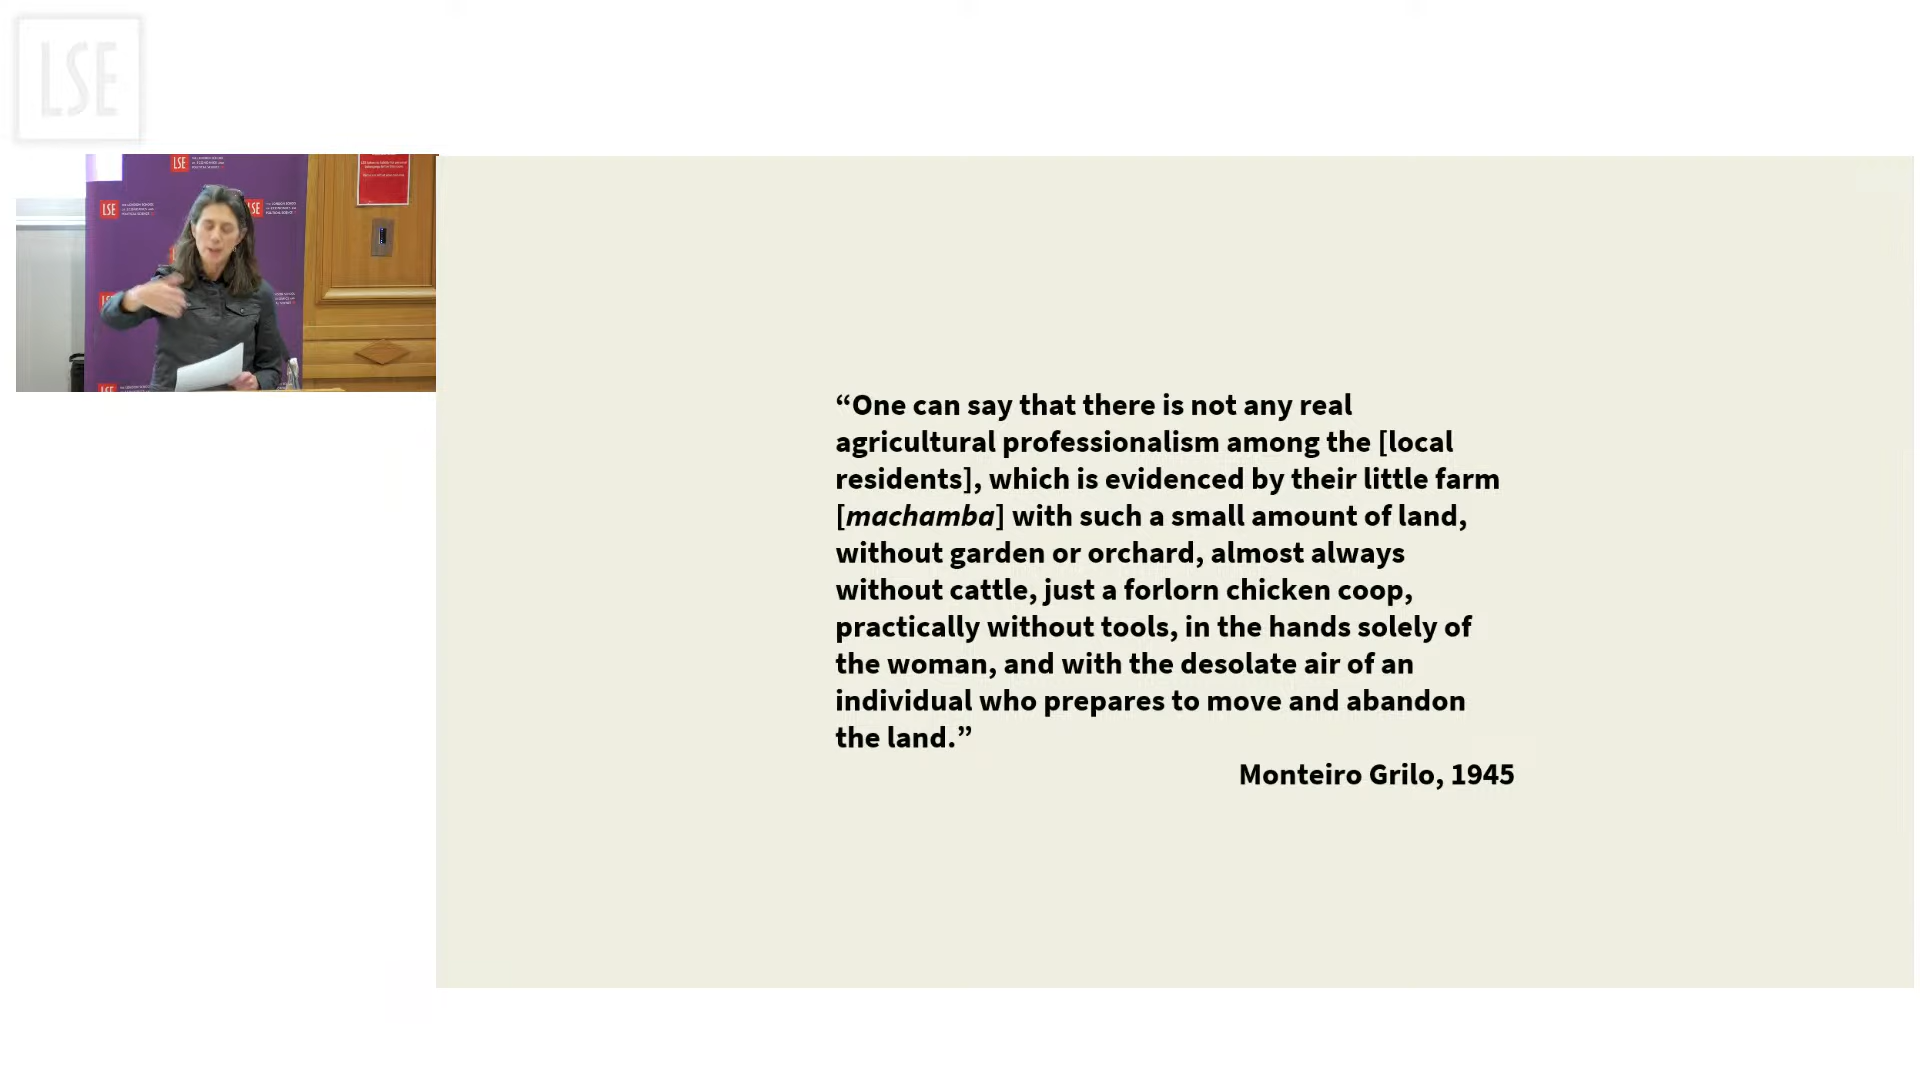 LSE
LSE
LSE
LSE
“One can say that there is not any real
agricultural professionalism among the [local
residents], which is evidenced by their little farm
[machamba] with such a small amount of land,
without garden or orchard, almost always
without cattle, just a forlorn chicken coop,
practically without tools, in the hands solely of
the woman, and with the desolate air of an
individual who prepares to move and abandon
the land.”
Monteiro Grilo, 1945